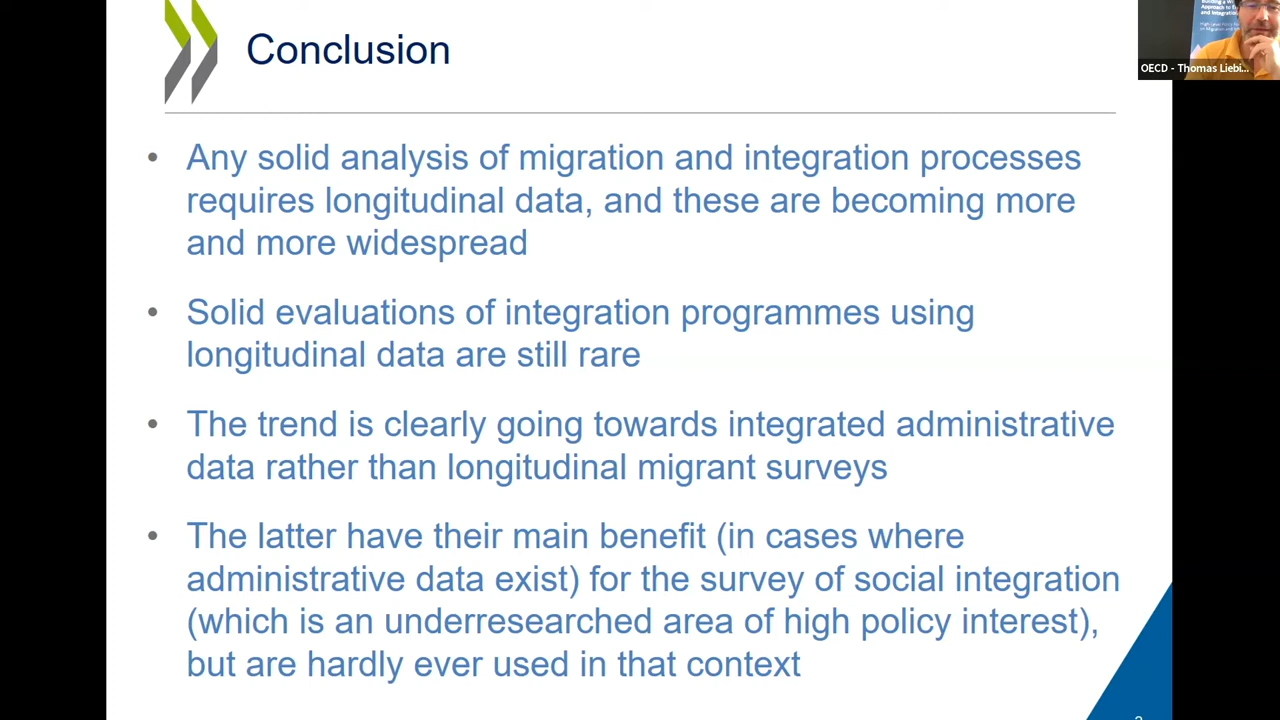 Conclusion
• Any solid analysis of migration and integration processes
requires longitudinal data, and these are becoming more
and more widespread
• Solid evaluations of integration programmes using
longitudinal data are still rare
• The trend is clearly going towards integrated administrative
data rather than longitudinal migrant surveys
• The latter have their main benefit (in cases where
administrative data exist) for the survey of social integration
(which is an underresearched area of high policy interest),
but are hardly ever used in that context
Approach to
and Integration
OECD - Thomas Liebi...